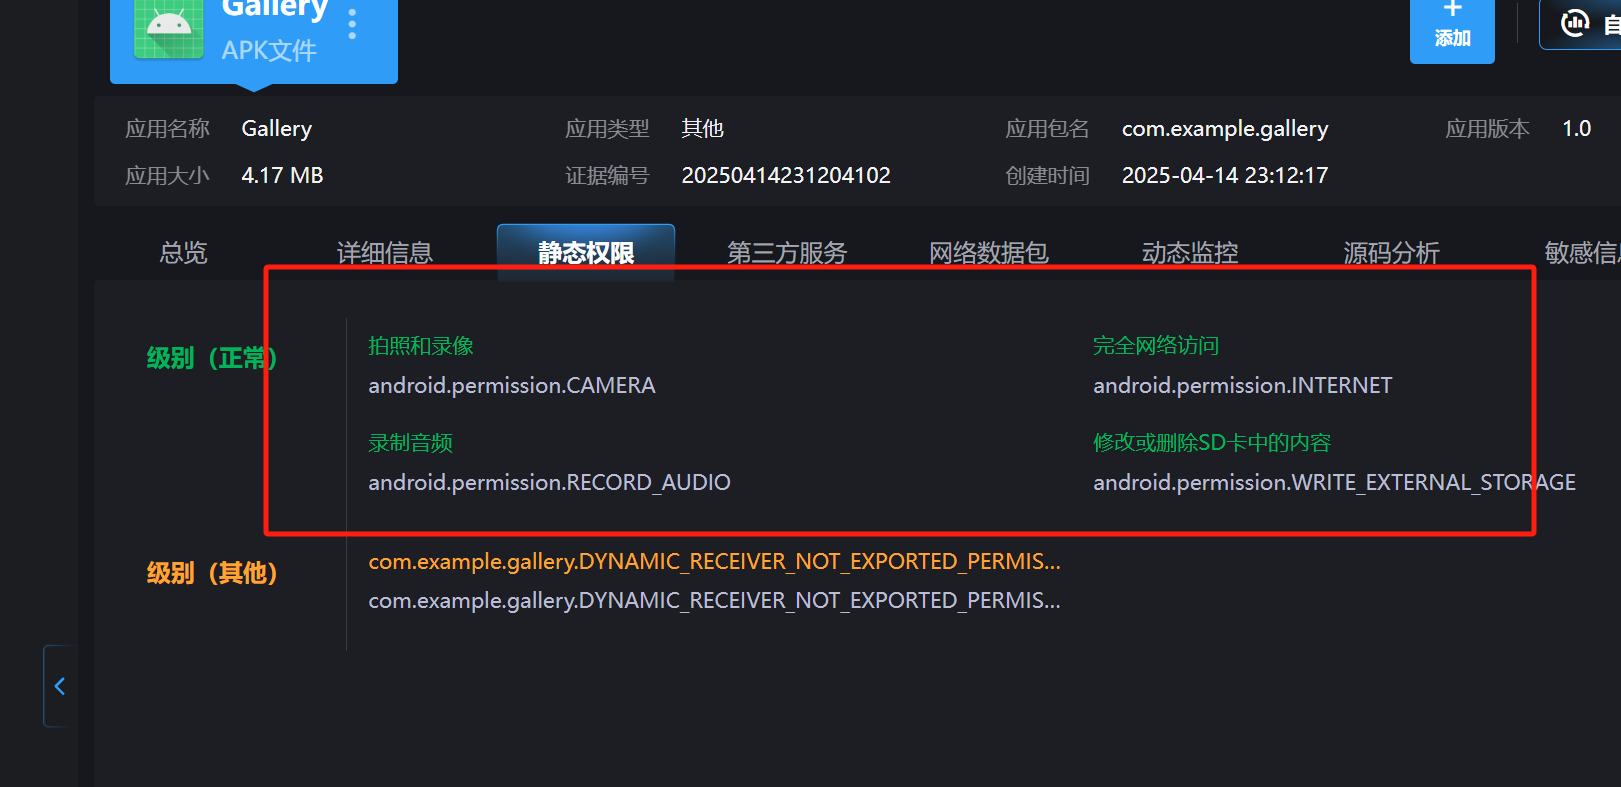 Gallery
APK文件
添加
自
应用名称 Gallery 应用类型 其他 应用包名 com.example.gallery 应用版本 1.0
应用大小 4.17 MB 证据编号 20250414231204102 创建时间 2025-04-14 23:12:17
总览 详细信息 静态权限 第三方服务 网络数据包 动态监控 源码分析 敏感信息
级别（正常） 拍照和录像 完全网络访问
android.permission.CAMERA android.permission.INTERNET
录制音频 修改或删除SD卡中的内容
android.permission.RECORD_AUDIO android.permission.WRITE_EXTERNAL_STORAGE
级别（其他） com.example.gallery.DYNAMIC_RECEIVER_NOT_EXPORTED_PERMIS...
com.example.gallery.DYNAMIC_RECEIVER_NOT_EXPORTED_PERMIS...